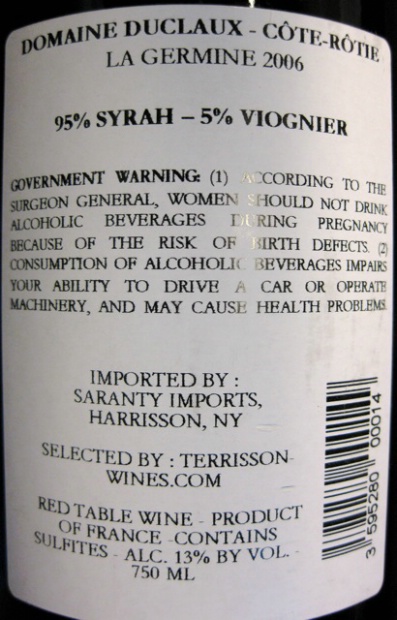 DOMAINE DUCLAUX - CÔTE-RÔTIE
LA GERMINE 2006
95% SYRAH – 5% VIOGNIER
GOVERNMENT WARNING: (1) ACCORDING TO THE
SURGEON GENERAL, WOMEN SHOULD NOT DRINK
ALCOHOLIC BEVERAGES DURING PREGNANCY
BECAUSE OF THE RISK OF BIRTH DEFECTS. (2)
CONSUMPTION OF ALCOHOLIC BEVERAGES IMPAIRS
YOUR ABILITY TO DRIVE A CAR OR OPERATE
MACHINERY, AND MAY CAUSE HEALTH PROBLEMS.
IMPORTED BY :
SARANTY IMPORTS,
HARRISSON, NY
SELECTED BY : TERRISSON-
WINES.COM
RED TABLE WINE - PRODUCT
OF FRANCE -CONTAINS
SULFITES - ALC. 13% BY VOL. -
750 ML
3 595280 00014